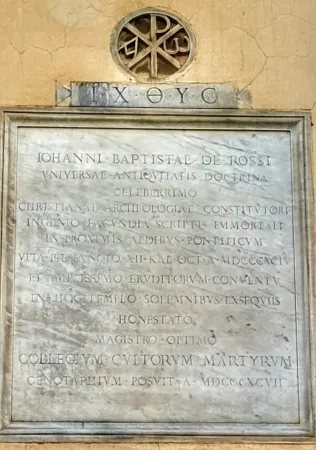 Ι Χ Θ Υ Ϲ
IOHANNI · BAPTISTAE · DE · ROSSI
VNIVERSAE · ANTIQVITATIS · DOCTRINA
CELEBERRIMO
CHRISTIANAE · ARCHEOLOGIAE · CONSTITVTORI
INGENIO · FACVNDIA · SCRIPTIS · IMMORTALI
IN · PROXIMIS · AEDIBVS · PONTIFICVM
VITA · PIE · FVNCTO · XII · KAL · OCT · A · MDCCCXCIV
ET · AMPLISSIMO · ERVDITORVM · CONVENTV
IN · HOC · TEMPLO · SOLEMNIBVS · EXSEQVIIS
HONESTATO
MAGISTRO · OPTIMO
COLLEGIVM · CVLTORVM · MARTYRVM
CENOTAPHIVM · POSVIT · A · MDCCCXCVII